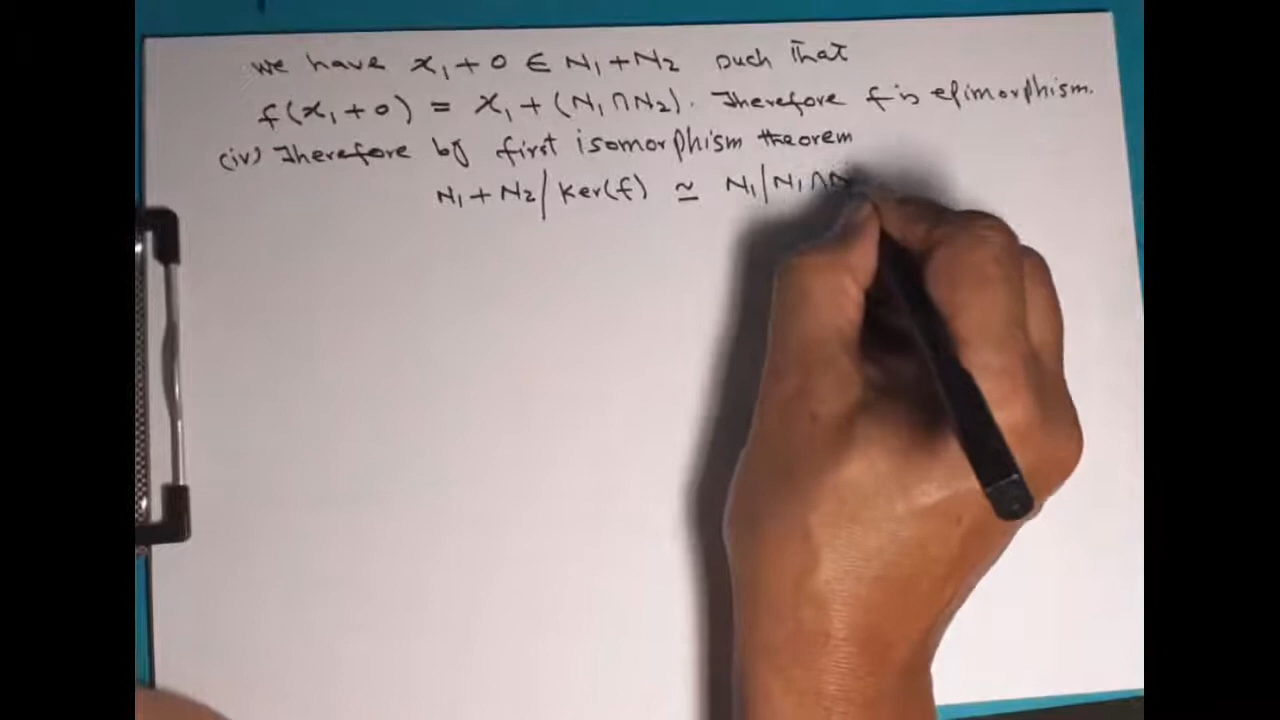 we have x₁ + 0 ∈ N₁ + N₂ such that
f(x₁ + 0) = x₁ + (N₁ ∩ N₂). Therefore f is epimorphism.
(iv) Therefore by first isomorphism theorem
N₁ + N₂ / Ker(f) ≃ N₁ / N₁ ∩ N